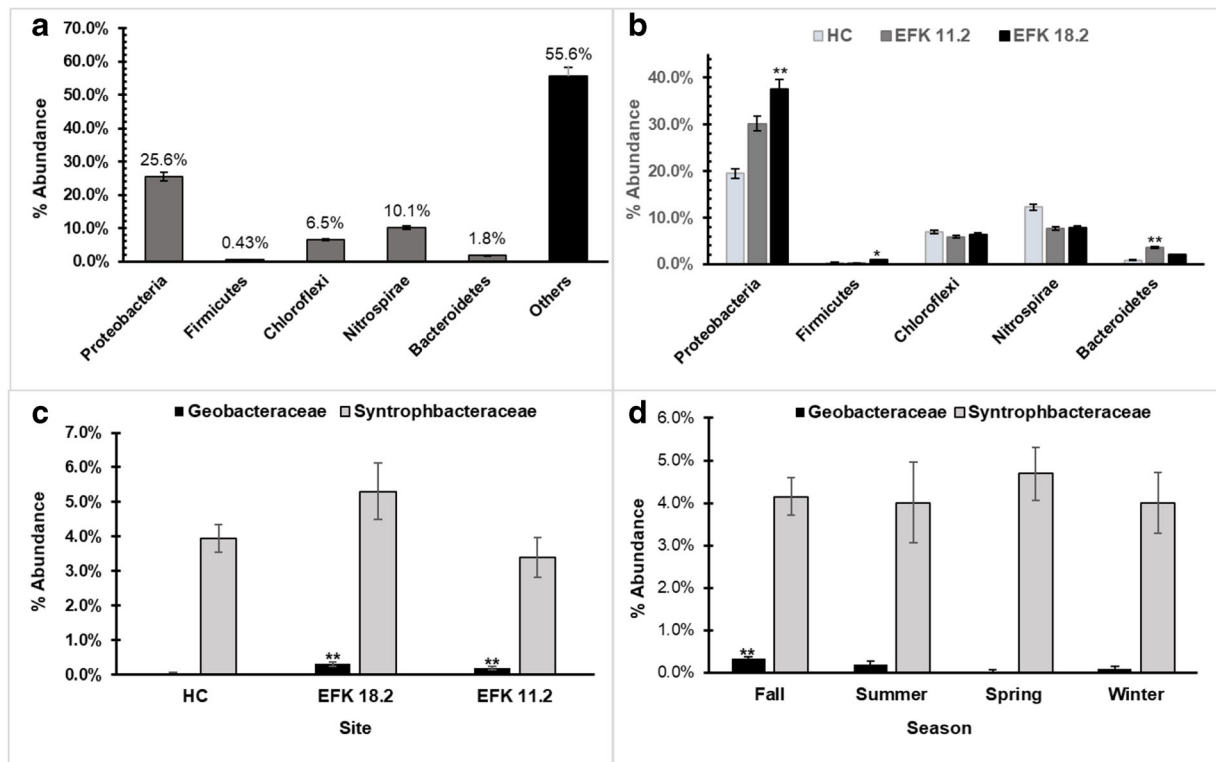 a
70.0%
60.0%
50.0%
40.0%
30.0%
20.0%
10.0%
0.0%
% Abundance
25.6%
0.43%
6.5%
10.1%
1.8%
55.6%
Proteobacteria
Firmicutes
Chloroflexi
Nitrospirae
Bacteroidetes
Others
b
HC EFK 11.2 EFK 18.2
40.0%
30.0%
20.0%
10.0%
0.0%
% Abundance
**
*
**
Proteobacteria
Firmicutes
Chloroflexi
Nitrospirae
Bacteroidetes
c
Geobacteraceae Syntrophbacteraceae
7.0%
6.0%
5.0%
4.0%
3.0%
2.0%
1.0%
0.0%
% Abundance
**
**
HC EFK 18.2 EFK 11.2
Site
d
Geobacteraceae Syntrophbacteraceae
6.0%
5.0%
4.0%
3.0%
2.0%
1.0%
0.0%
% Abundance
**
Fall Summer Spring Winter
Season